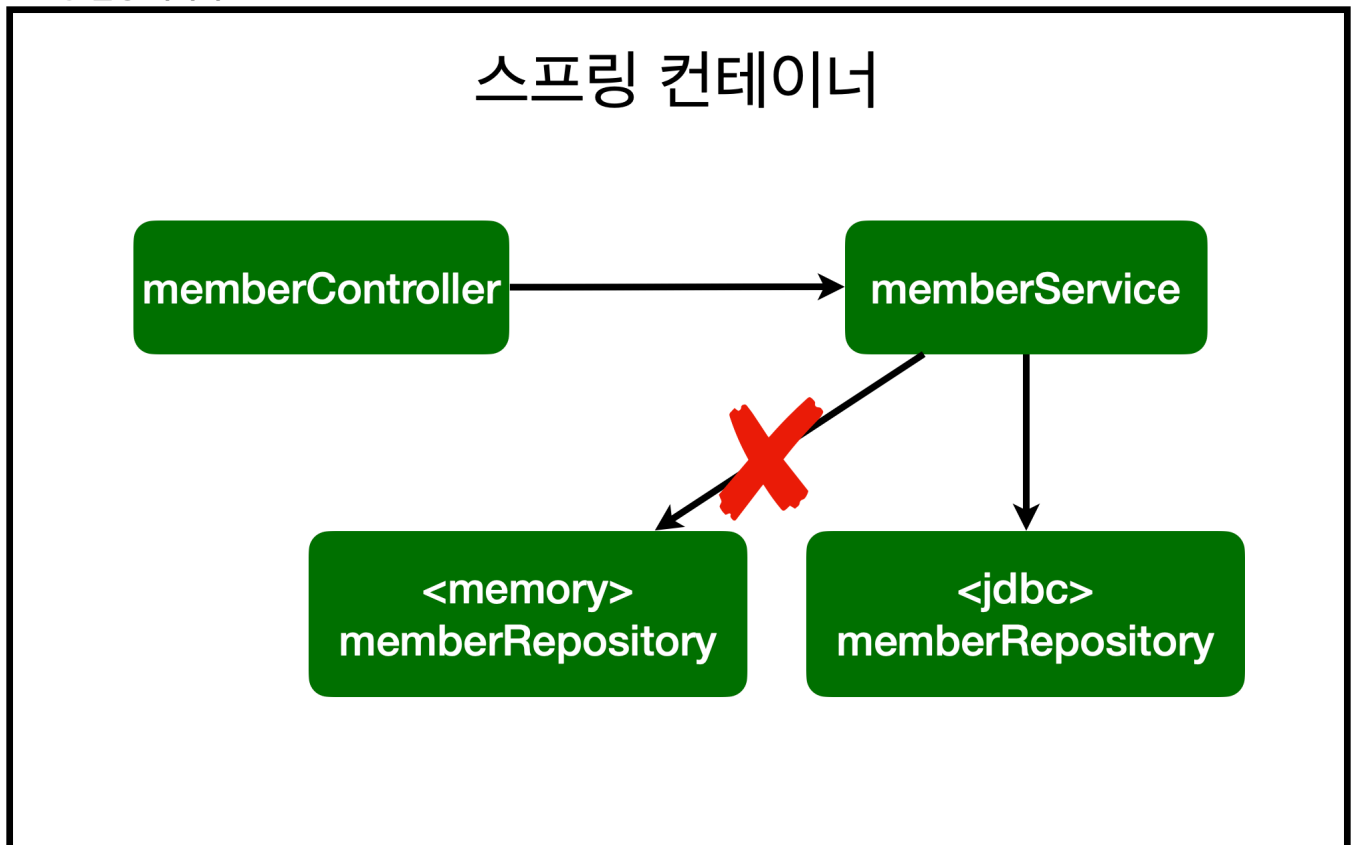 스프링 컨테이너
memberController
memberService
<memory>
memberRepository
<jdbc>
memberRepository